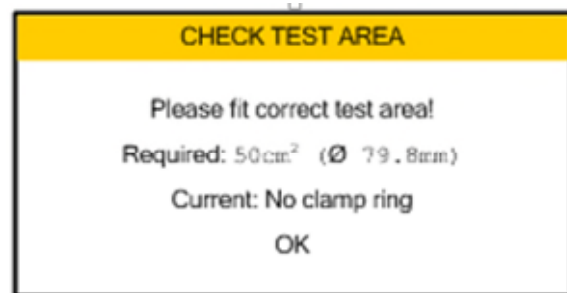 CHECK TEST AREA
Please fit correct test area!
Required: 50cm² (Ø 79.8mm)
Current: No clamp ring
OK